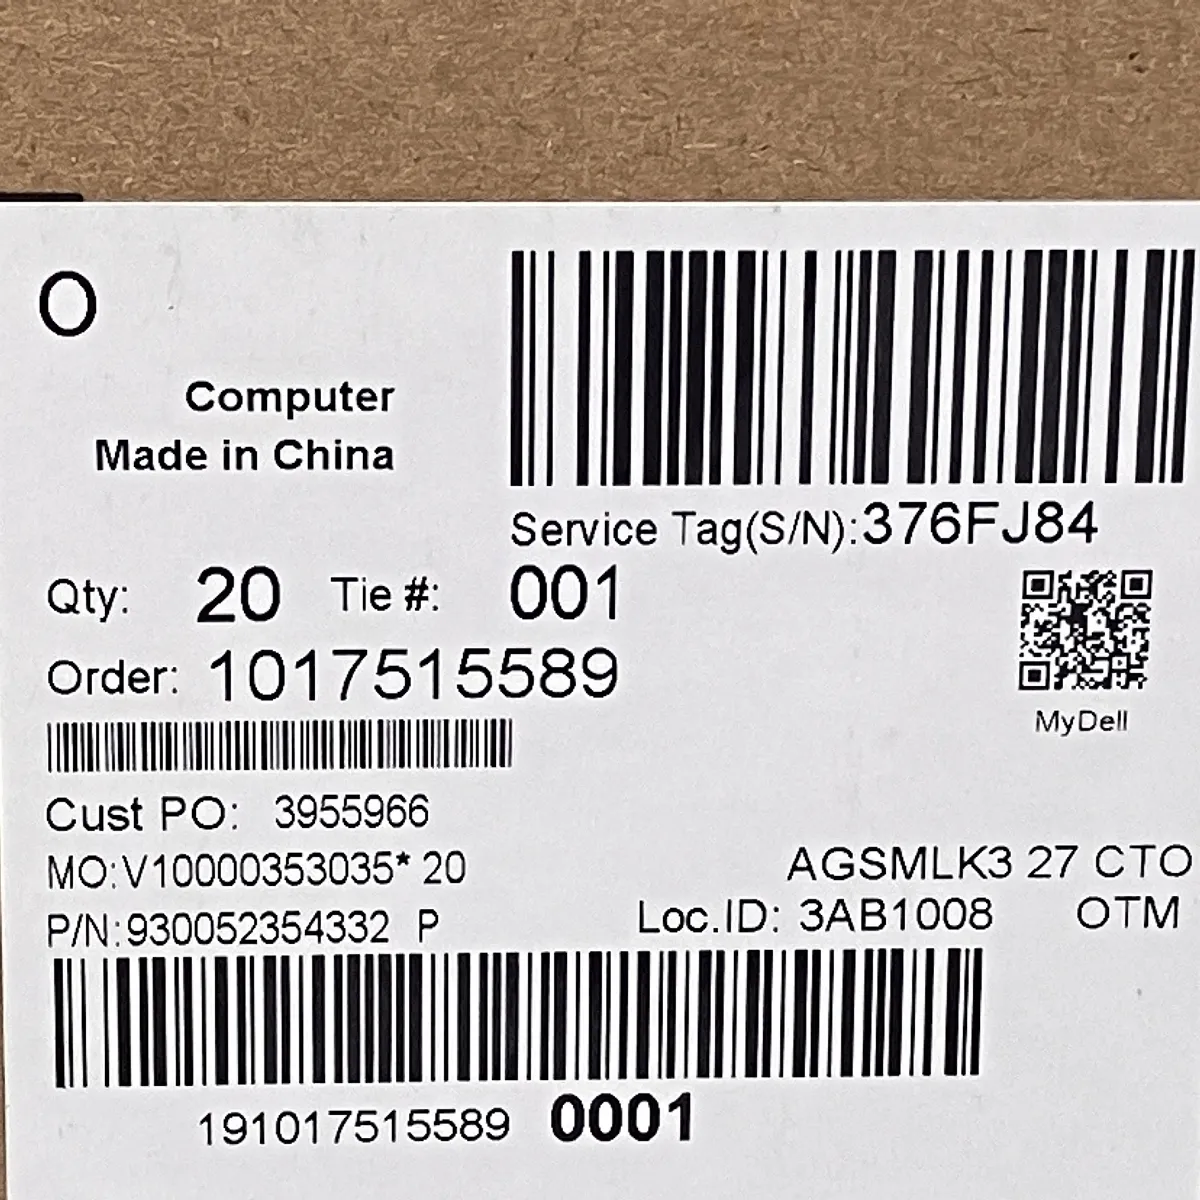 O
Computer
Made in China
Service Tag(S/N):376FJ84
Qty: 20 Tie #: 001
Order: 1017515589
MyDell
Cust PO: 3955966
MO:V10000353035* 20
AGSMLK3 27 CTO
P/N:930052354332 P
Loc.ID: 3AB1008 OTM
191017515589 0001